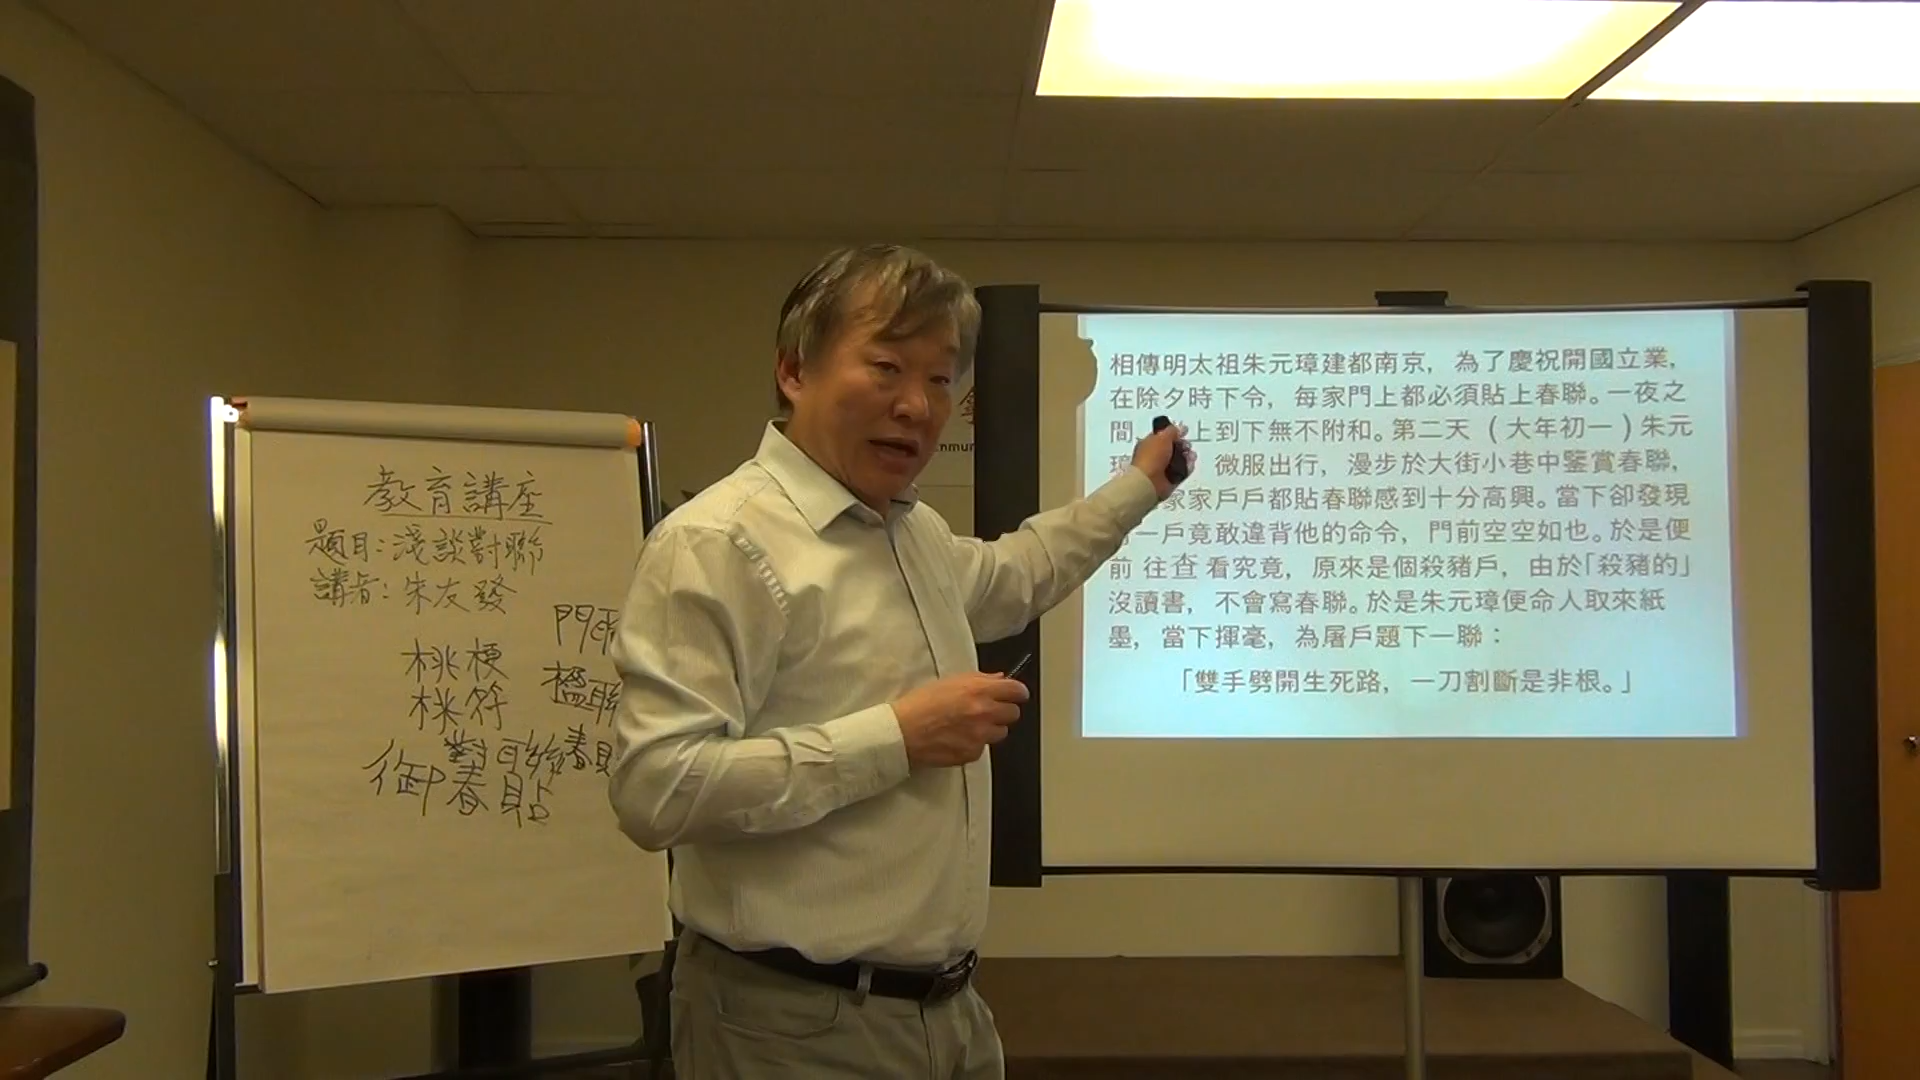 教育講座
題目：淺談對聯
講者：朱友發
門聯
桃梗
楹聯
桃符
對聯
春貼
御春貼
nmun
相傳明太祖朱元璋建都南京，為了慶祝開國立業，
在除夕時下令，每家門上都必須貼上春聯。一夜之
間，上到下無不附和。第二天（大年初一）朱元
璋 微服出行，漫步於大街小巷中鑒賞春聯，
家家戶戶都貼春聯感到十分高興。當下卻發現
一戶竟敢違背他的命令，門前空空如也。於是便
前往查看究竟，原來是個殺豬戶，由於「殺豬的」
沒讀書，不會寫春聯。於是朱元璋便命人取來紙
墨，當下揮毫，為屠戶題下一聯：
「雙手劈開生死路，一刀割斷是非根。」